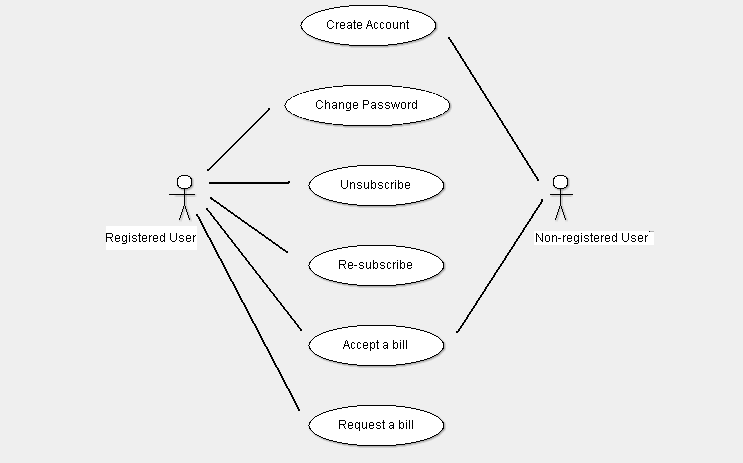 Create Account
Change Password
Unsubscribe
Registered User
Non-registered User
Re-subscribe
Accept a bill
Request a bill